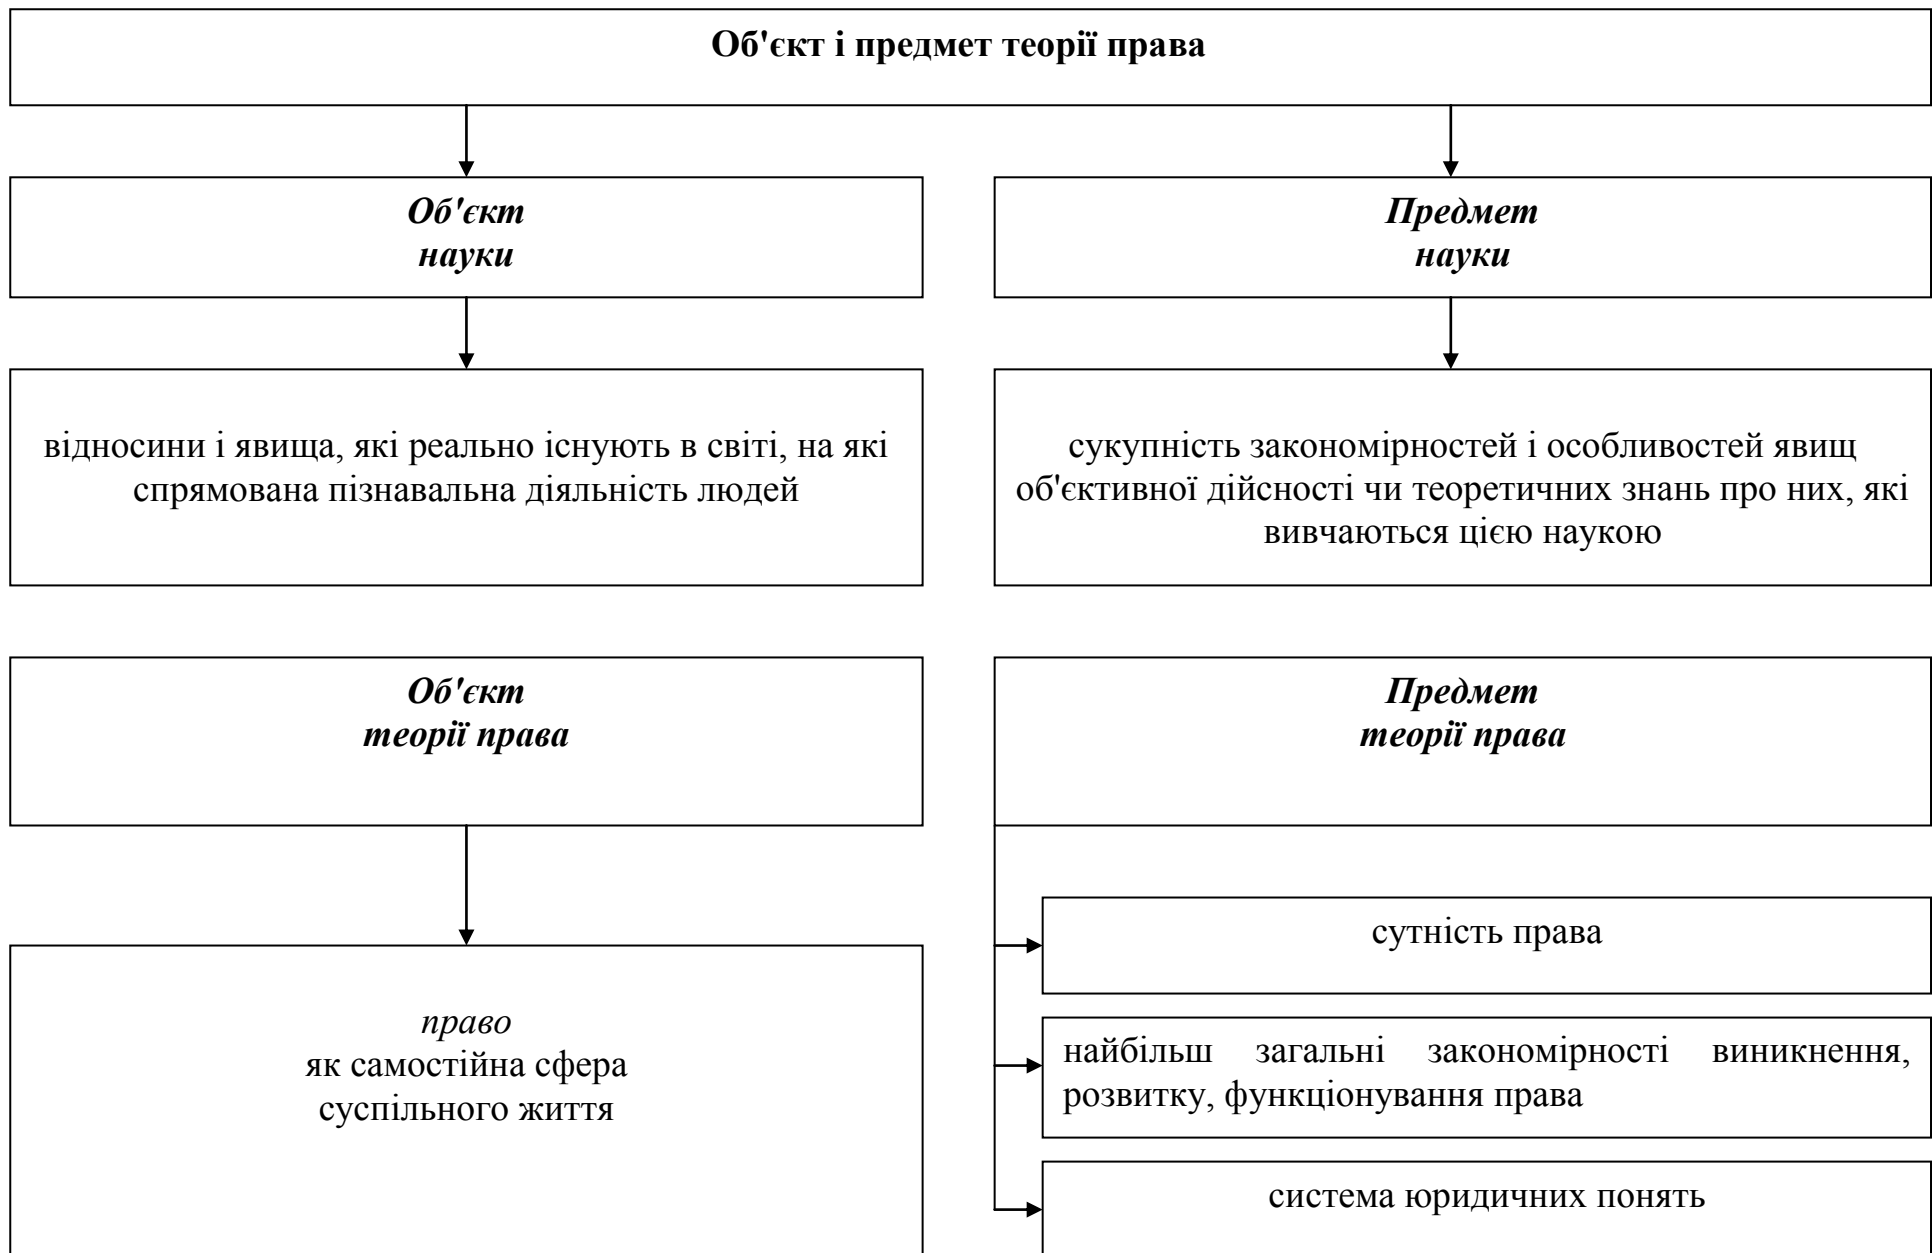 Об'єкт і предмет теорії права
Об'єкт
науки
Предмет
науки
відносини і явища, які реально існують в світі, на які
спрямована пізнавальна діяльність людей
сукупність закономірностей і особливостей явищ
об'єктивної дійсності чи теоретичних знань про них, які
вивчаються цією наукою
Об'єкт
теорії права
Предмет
теорії права
право
як самостійна сфера
суспільного життя
сутність права
найбільш загальні закономірності виникнення,
розвитку, функціонування права
система юридичних понять